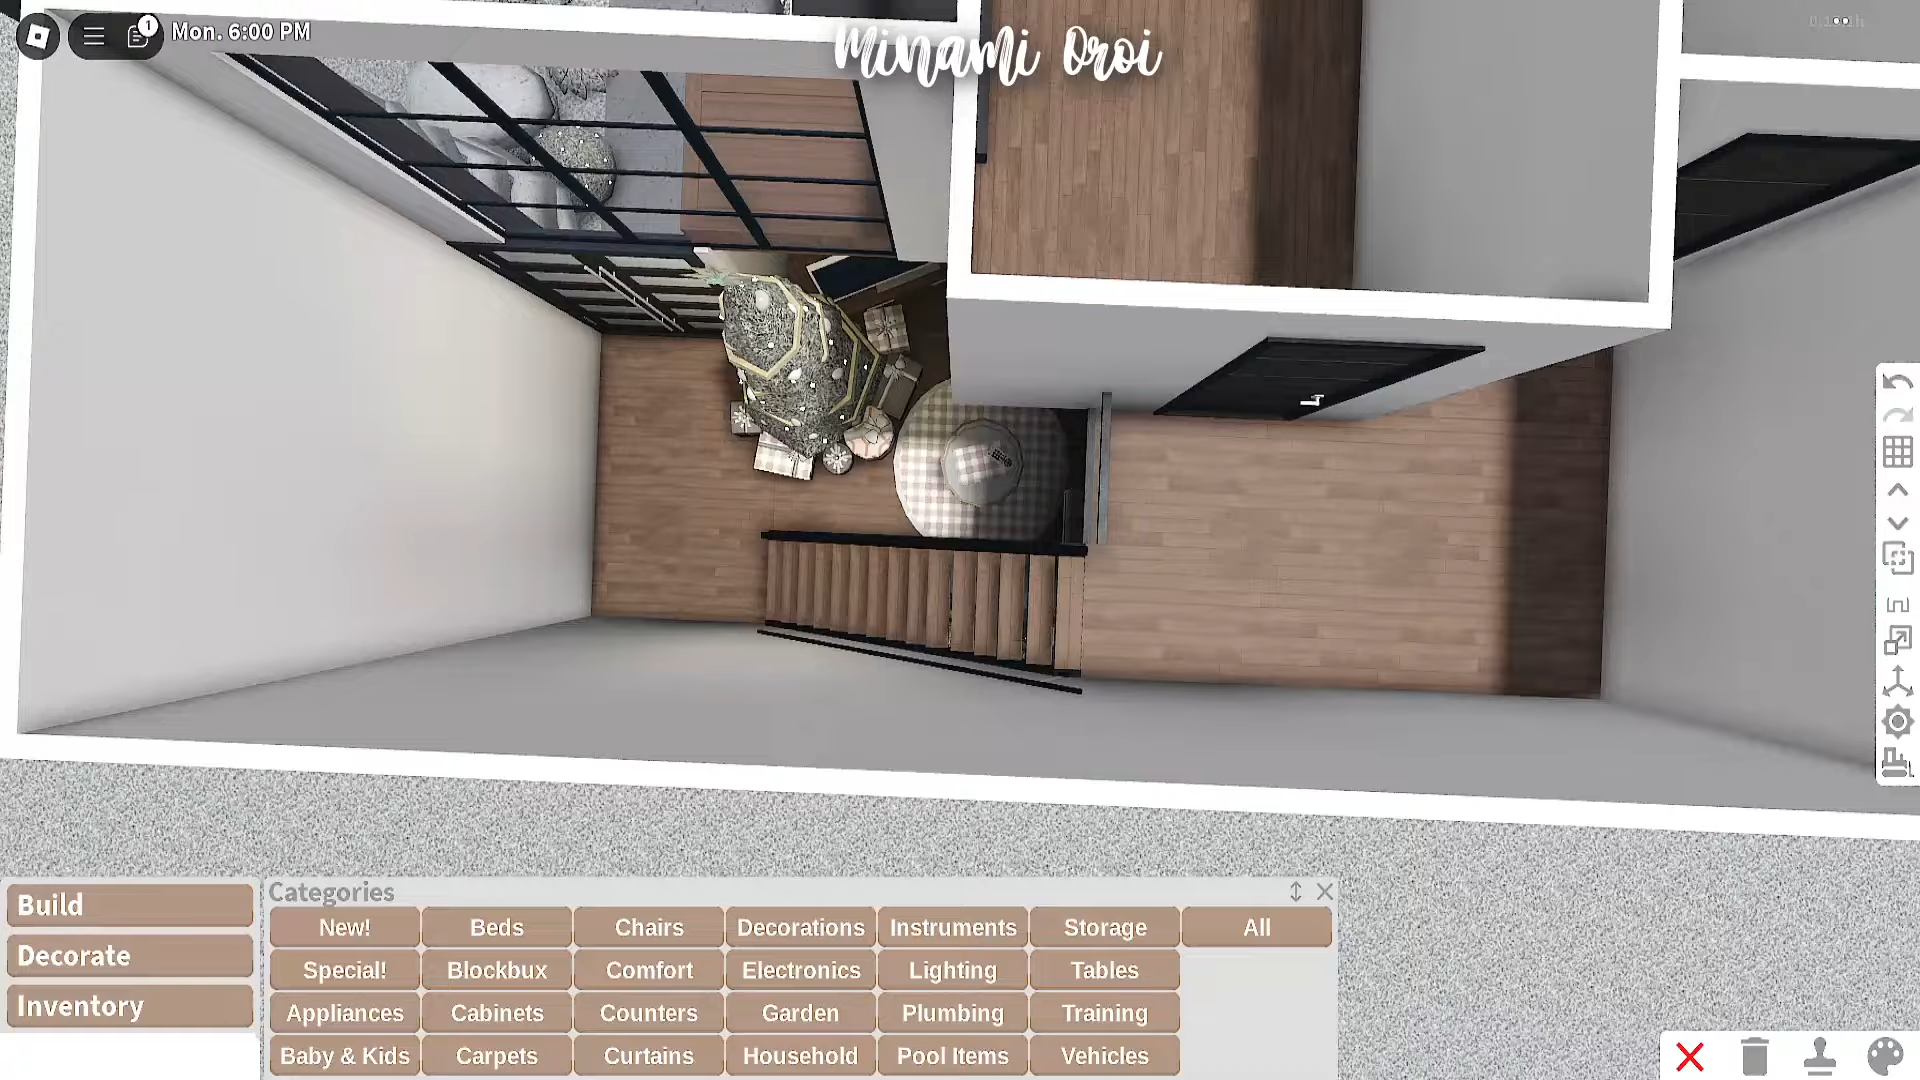 1
Mon. 6:00 PM
Minami Oroi
Build
Decorate
Inventory
Categories
New! Beds Chairs Decorations Instruments Storage All
Special! Blockbux Comfort Electronics Lighting Tables
Appliances Cabinets Counters Garden Plumbing Training
Baby & Kids Carpets Curtains Household Pool Items Vehicles